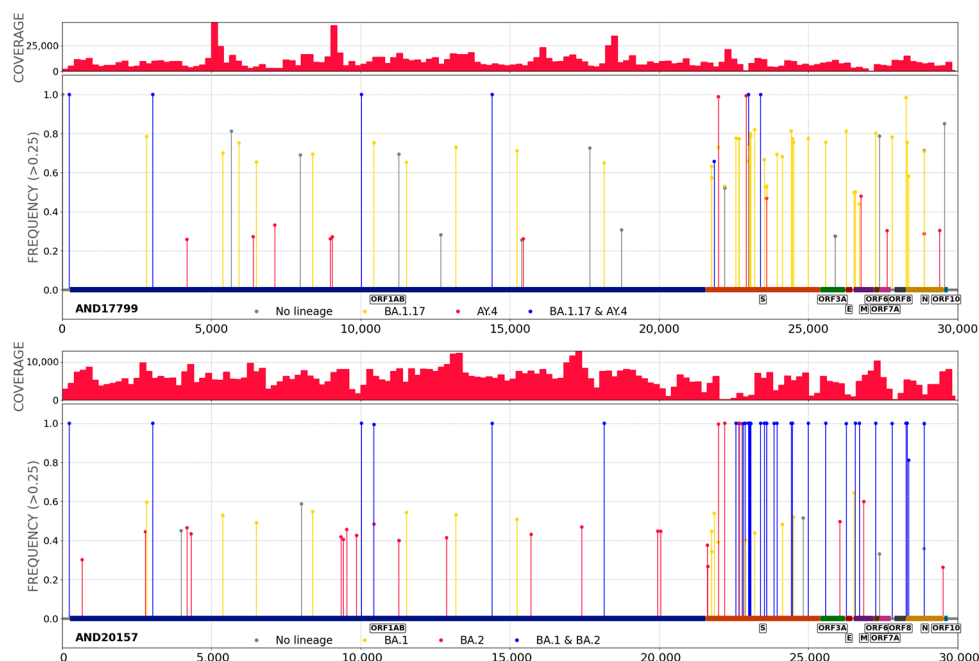 COVERAGE
25,000
0
FREQUENCY (>0.25)
1.0
0.8
0.6
0.4
0.2
0.0
ORF1AB
S
ORF3A
E
M
ORF6
ORF7A
ORF8
N
ORF10
AND17799
No lineage
BA.1.17
AY.4
BA.1.17 & AY.4
0 5,000 10,000 15,000 20,000 25,000 30,000
COVERAGE
10,000
0
FREQUENCY (>0.25)
1.0
0.8
0.6
0.4
0.2
0.0
ORF1AB
S
ORF3A
E
M
ORF6
ORF7A
ORF8
N
ORF10
AND20157
No lineage
BA.1
BA.2
BA.1 & BA.2
0 5,000 10,000 15,000 20,000 25,000 30,000